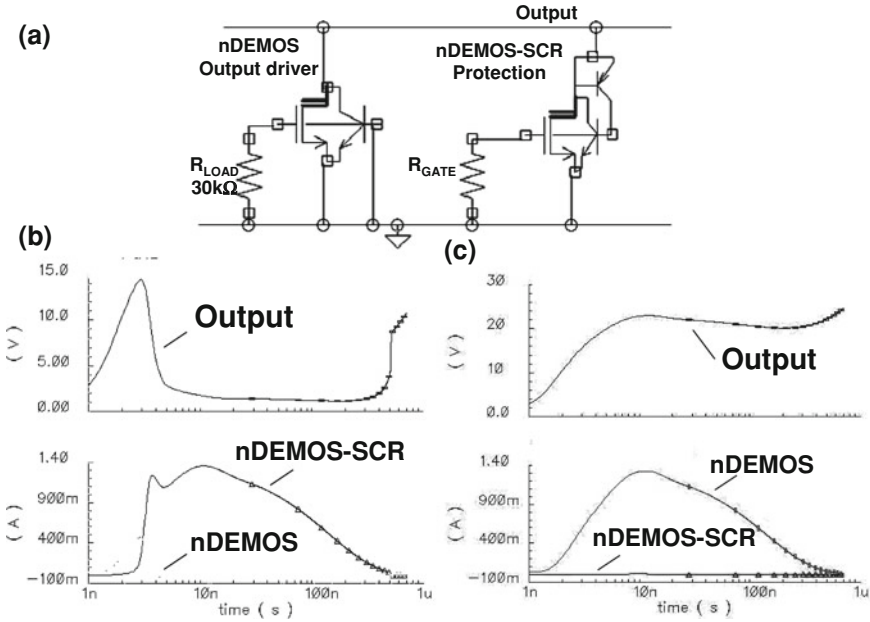 (a)
Output
nDEMOS
Output driver
nDEMOS-SCR
Protection
R_LOAD
30kΩ
R_GATE
(b)
15.0
10.0
5.00
0.00
(V)
Output
1.40
900m
400m
-100m
(A)
nDEMOS-SCR
nDEMOS
1n
10n
100n
1u
time (s)
(c)
30
20
10
0.0
(V)
Output
1.40
900m
400m
-100m
(A)
nDEMOS
nDEMOS-SCR
1n
10n
100n
1u
time (s)